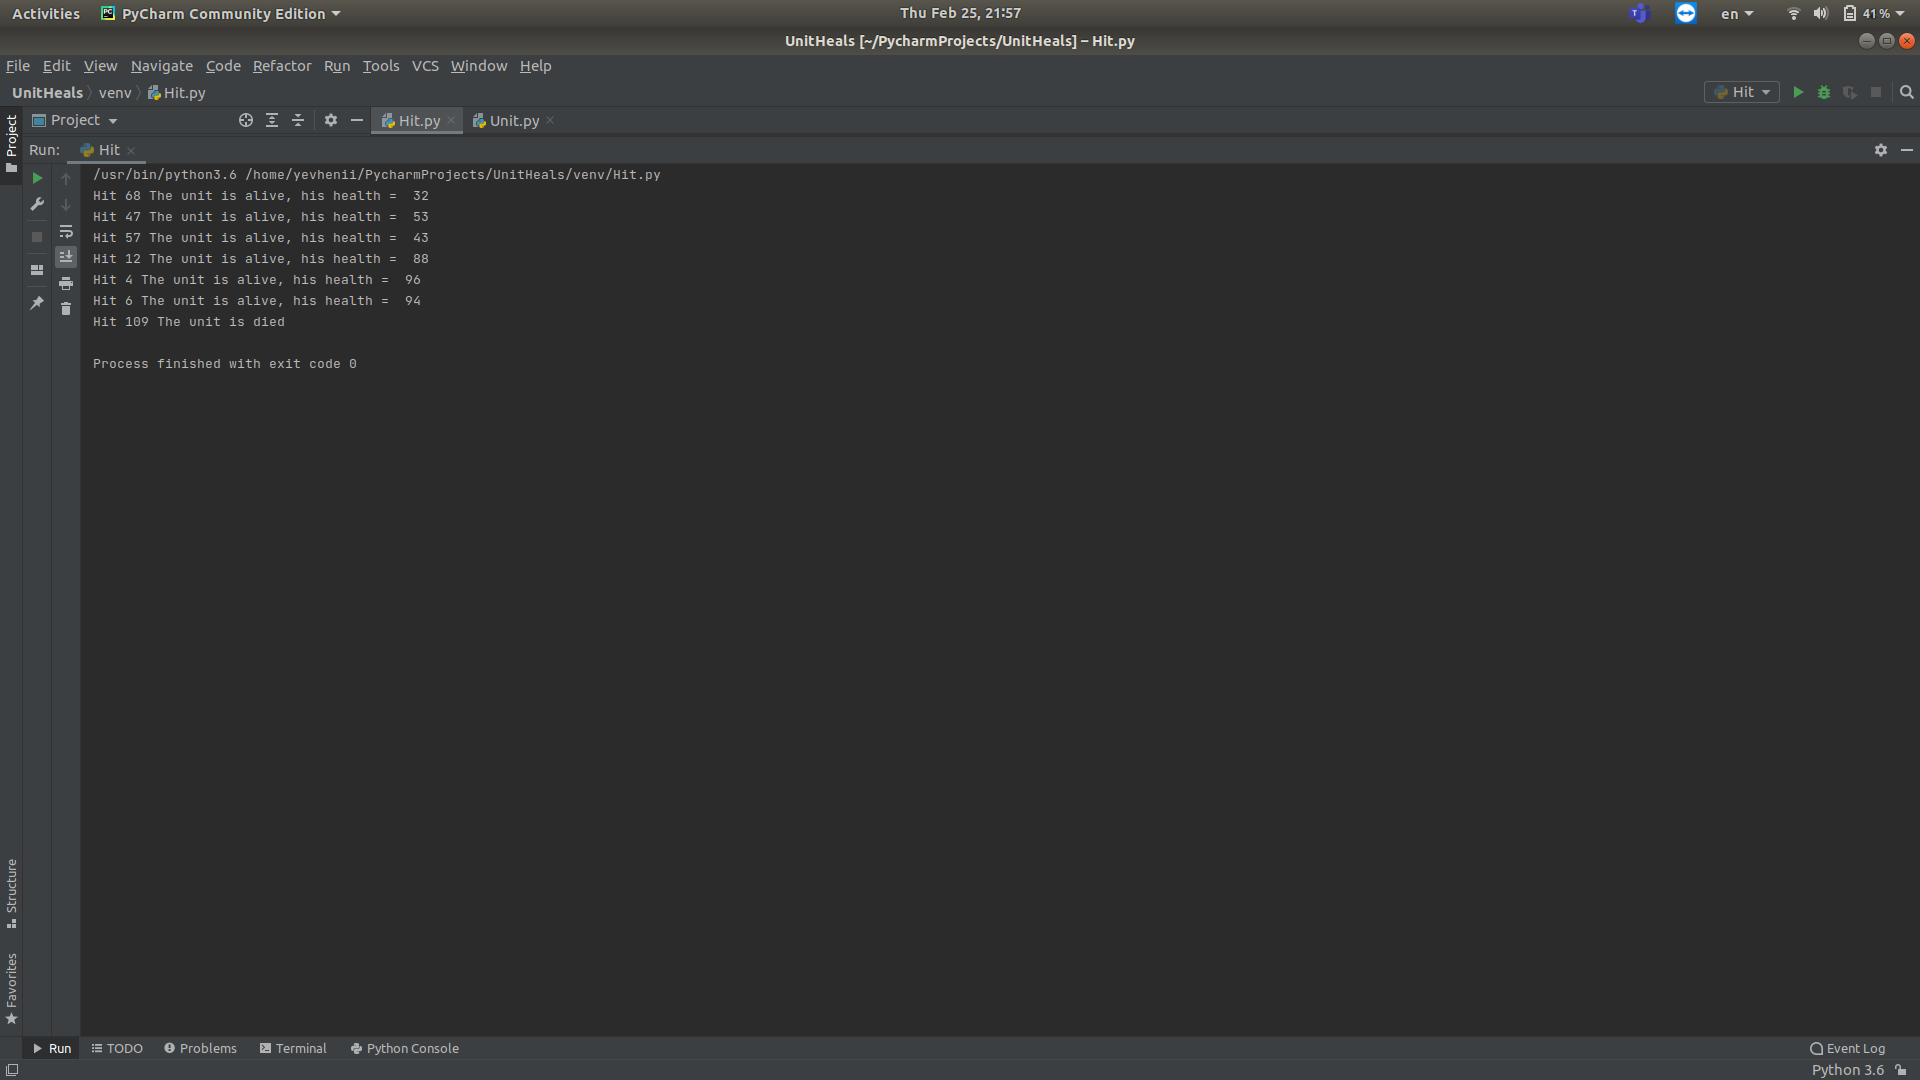 Activities PyCharm Community Edition Thu Feb 25, 21:57 en 41 %
UnitHeals [~/PycharmProjects/UnitHeals] – Hit.py
File Edit View Navigate Code Refactor Run Tools VCS Window Help
UnitHeals venv Hit.py Hit
Project Hit.py Unit.py
Project
Run: Hit
/usr/bin/python3.6 /home/yevhenii/PycharmProjects/UnitHeals/venv/Hit.py
Hit 68 The unit is alive, his health =  32
Hit 47 The unit is alive, his health =  53
Hit 57 The unit is alive, his health =  43
Hit 12 The unit is alive, his health =  88
Hit 4 The unit is alive, his health =  96
Hit 6 The unit is alive, his health =  94
Hit 109 The unit is died
Process finished with exit code 0
Structure
Favorites
Run TODO Problems Terminal Python Console Event Log
Python 3.6